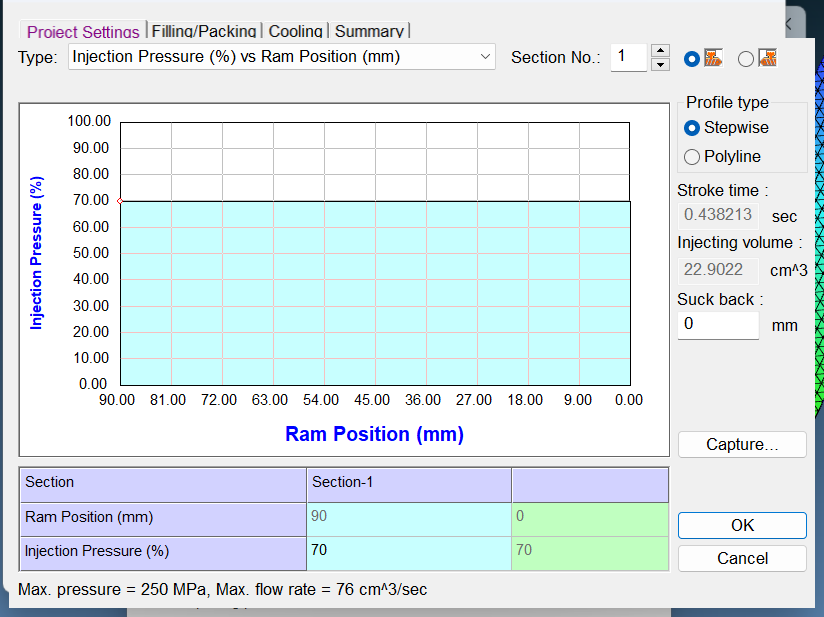 Project Settings Filling/Packing Cooling Summary
Type: Injection Pressure (%) vs Ram Position (mm) Section No.: 1
Profile type
Stepwise
Polyline
Stroke time :
0.438213 sec
Injecting volume :
22.9022 cm^3
Suck back :
0 mm
Injection Pressure (%)
100.00
90.00
80.00
70.00
60.00
50.00
40.00
30.00
20.00
10.00
0.00
90.00 81.00 72.00 63.00 54.00 45.00 36.00 27.00 18.00 9.00 0.00
Ram Position (mm)
Capture...
Section Section-1
Ram Position (mm) 90 0
Injection Pressure (%) 70 70
OK
Cancel
Max. pressure = 250 MPa, Max. flow rate = 76 cm^3/sec